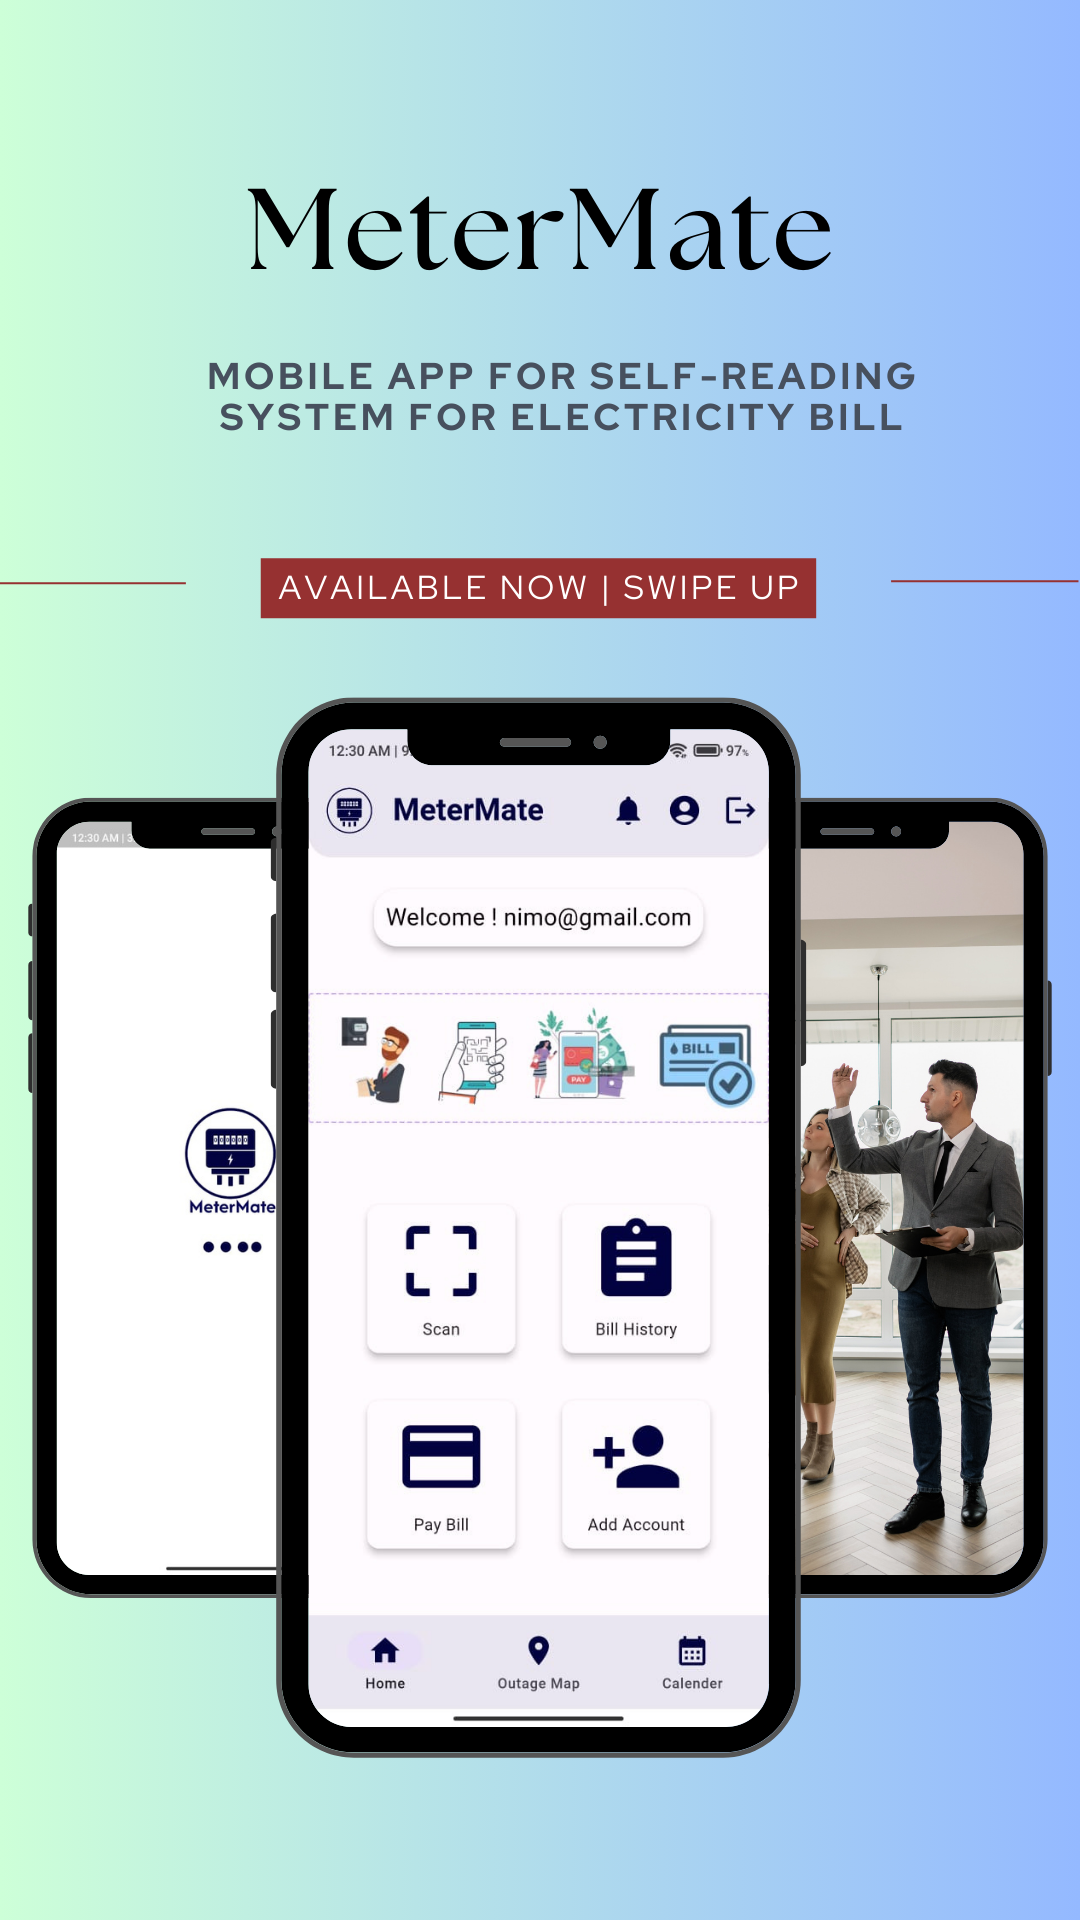 MeterMate
MOBILE APP FOR SELF-READING
SYSTEM FOR ELECTRICITY BILL
AVAILABLE NOW | SWIPE UP
12:30 AM | 3
MeterMate
12:30 AM | 9
97%
MeterMate
Welcome ! nimo@gmail.com
PAY
BILL
Scan
Bill History
Pay Bill
Add Account
Home
Outage Map
Calender